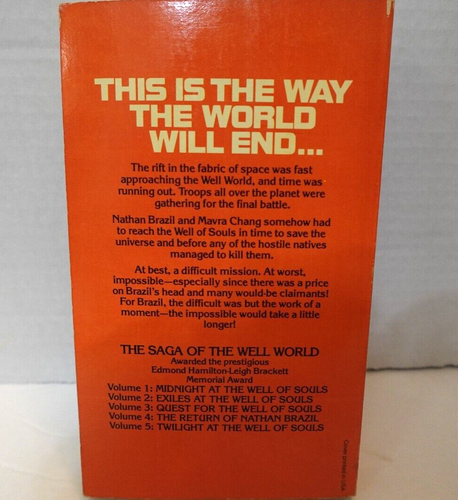 THIS IS THE WAY
THE WORLD
WILL END...
The rift in the fabric of space was fast
approaching the Well World, and time was
running out. Troops all over the planet were
gathering for the final battle.
Nathan Brazil and Mavra Chang somehow had
to reach the Well of Souls in time to save the
universe and before any of the hostile natives
managed to kill them.
At best, a difficult mission. At worst,
impossible—especially since there was a price
on Brazil's head and many would-be claimants!
For Brazil, the difficult was but the work of a
moment—the impossible would take a little
longer!
THE SAGA OF THE WELL WORLD
Awarded the prestigious
Edmond Hamilton-Leigh Brackett
Memorial Award
Volume 1: MIDNIGHT AT THE WELL OF SOULS
Volume 2: EXILES AT THE WELL OF SOULS
Volume 3: QUEST FOR THE WELL OF SOULS
Volume 4: THE RETURN OF NATHAN BRAZIL
Volume 5: TWILIGHT AT THE WELL OF SOULS
Cover printed in USA